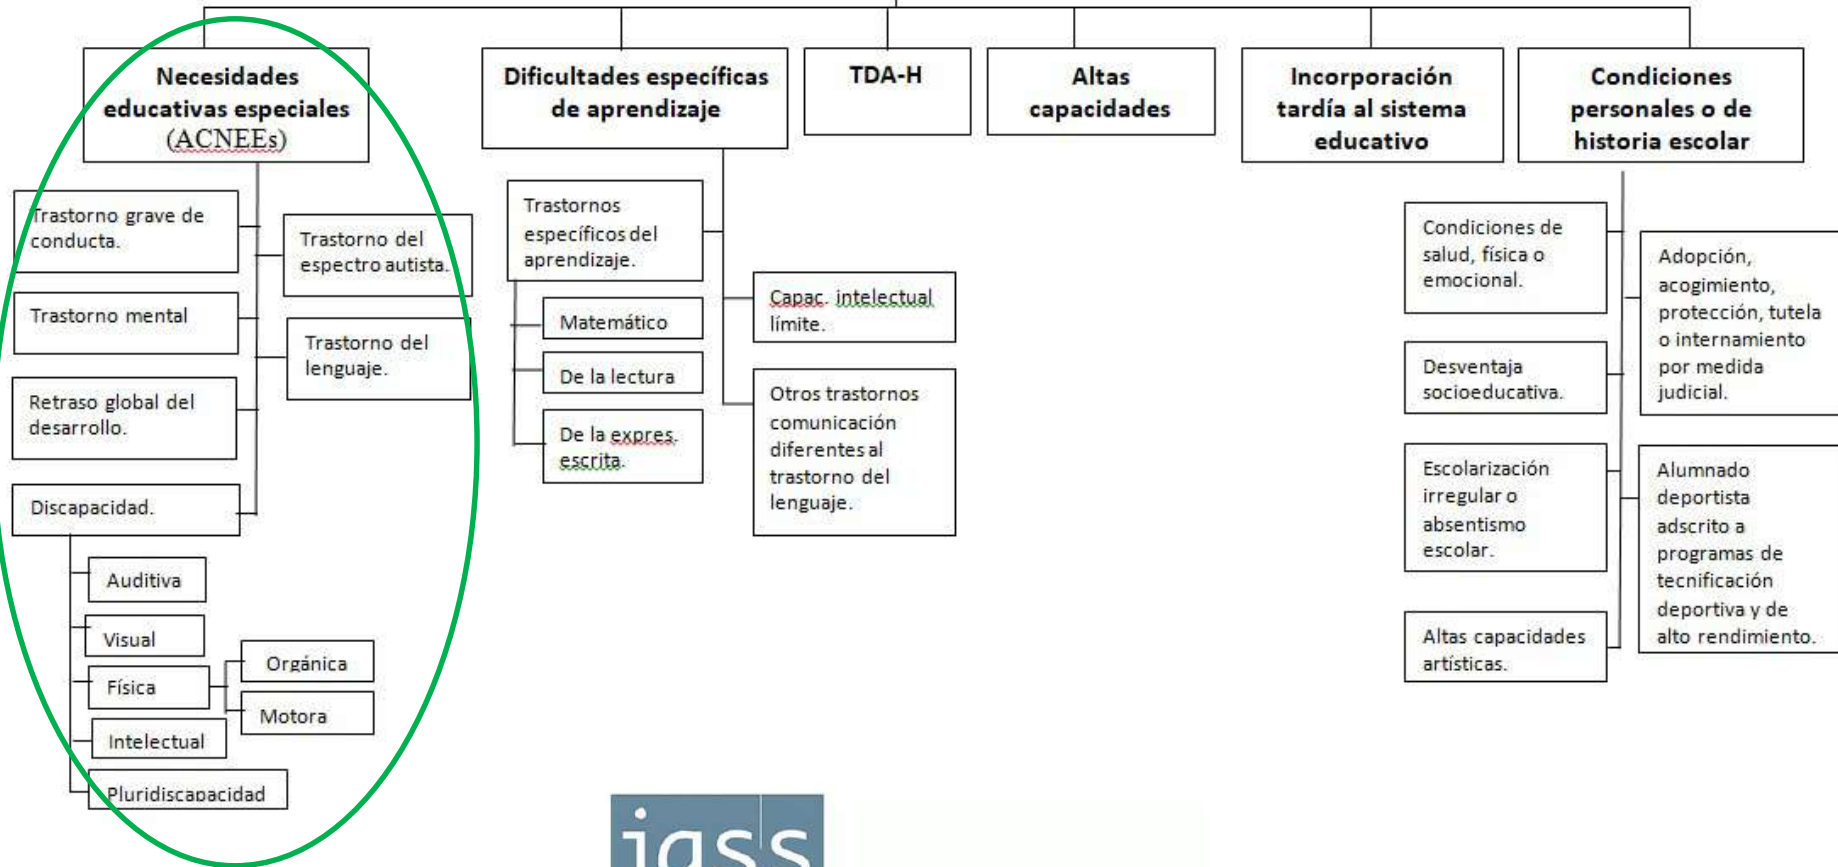 Necesidades
educativas especiales
(ACNEEs)
Trastorno grave de
conducta.
Trastorno del
espectro autista.
Trastorno mental
Trastorno del
lenguaje.
Retraso global del
desarrollo.
Discapacidad.
Auditiva
Visual
Física
Orgánica
Motora
Intelectual
Pluridiscapacidad
Dificultades específicas
de aprendizaje
Trastornos
específicos del
aprendizaje.
Matemático
De la lectura
De la expres.
escrita.
Capac. intelectual
límite.
Otros trastornos
comunicación
diferentes al
trastorno del
lenguaje.
TDA-H
Altas
capacidades
Incorporación
tardía al sistema
educativo
Condiciones
personales o de
historia escolar
Condiciones de
salud, física o
emocional.
Adopción,
acogimiento,
protección, tutela
o internamiento
por medida
judicial.
Desventaja
socioeducativa.
Escolarización
irregular o
absentismo
escolar.
Alumnado
deportista
adscrito a
programas de
tecnificación
deportiva y de
alto rendimiento.
Altas capacidades
artísticas.
iass